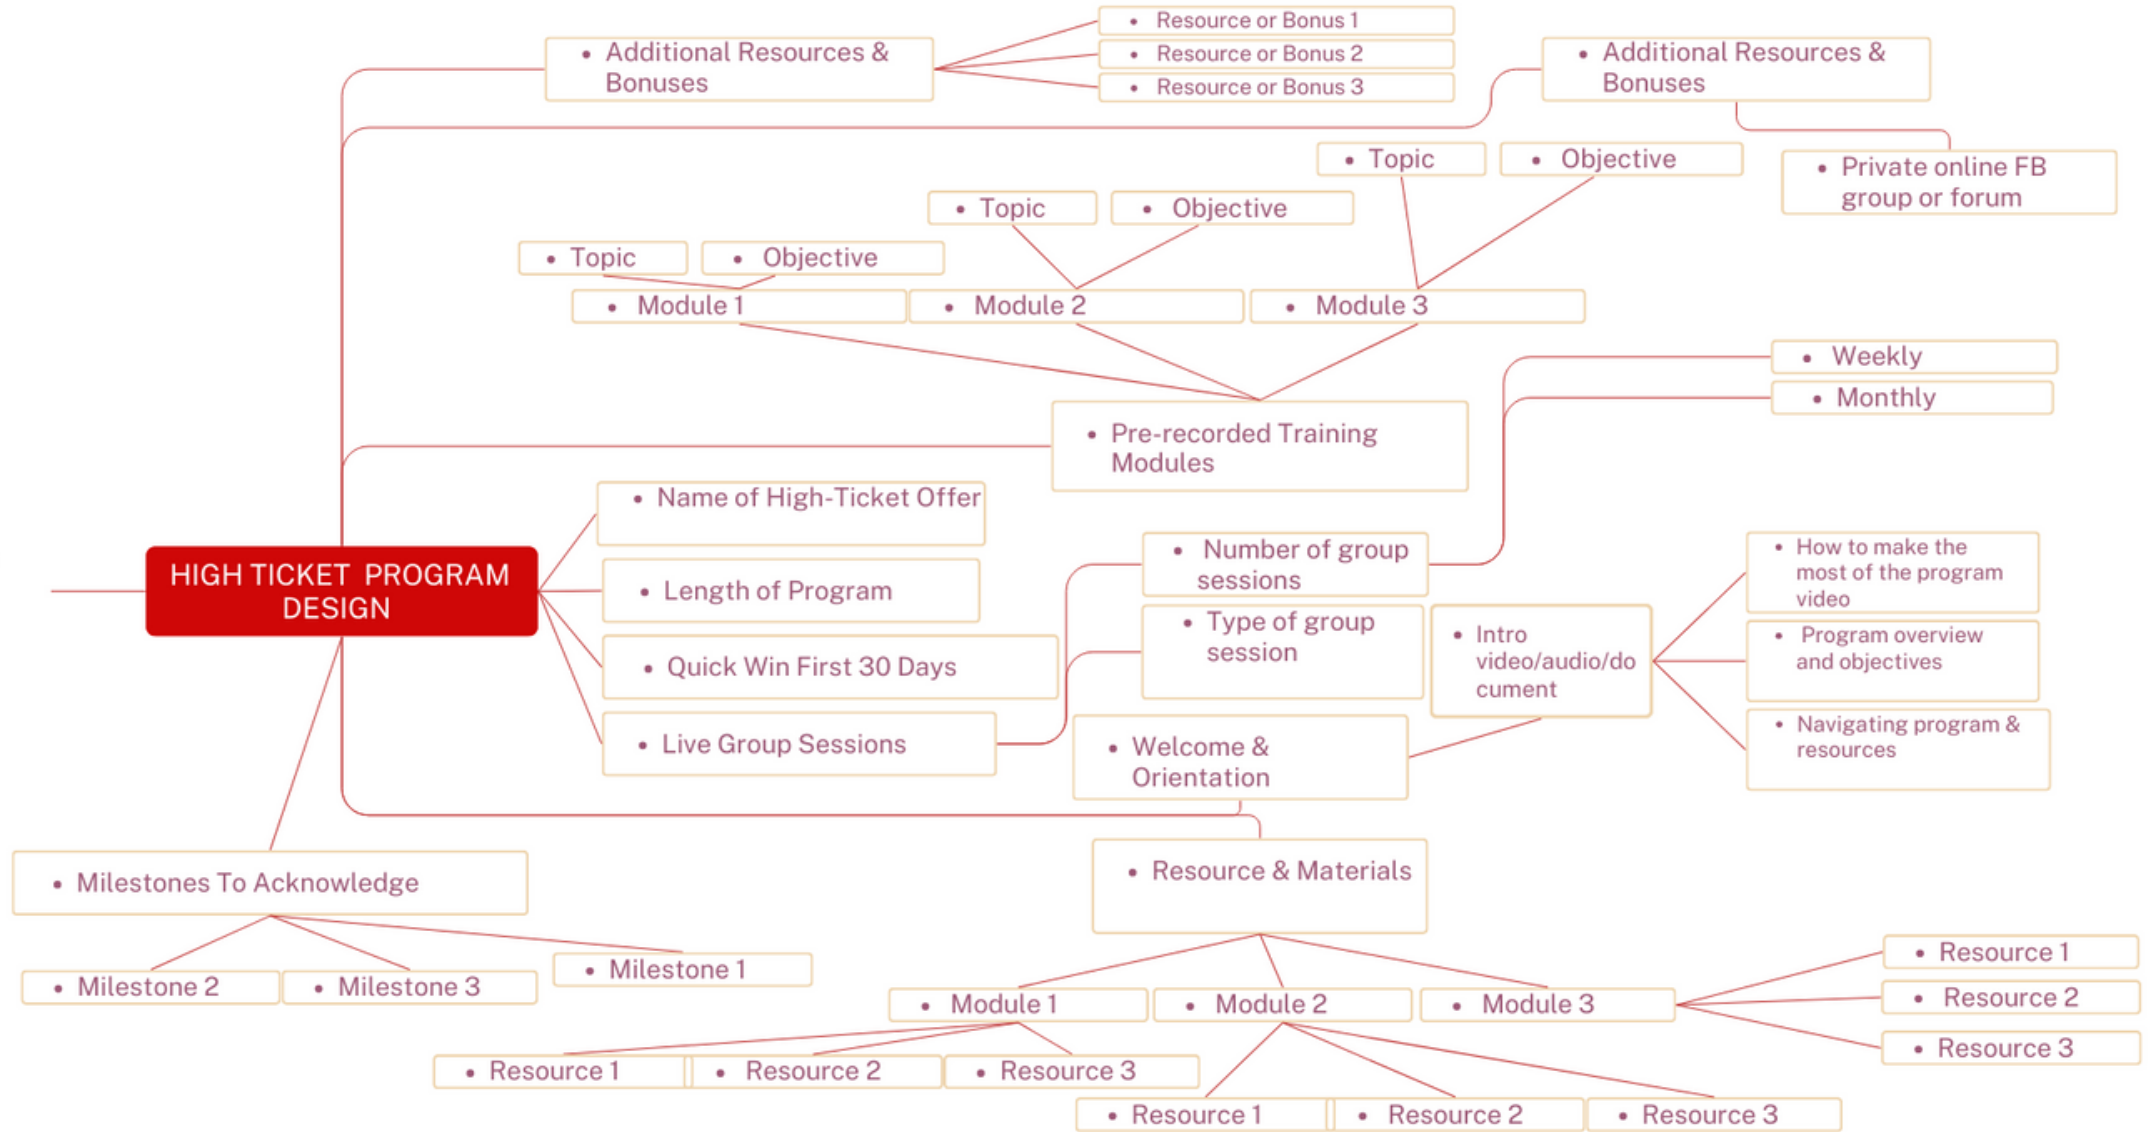 • Resource or Bonus 1
• Resource or Bonus 2
• Resource or Bonus 3
• Additional Resources &
Bonuses
• Additional Resources &
Bonuses
• Private online FB
group or forum
• Topic
• Objective
• Topic
• Objective
• Topic
• Objective
• Module 1
• Module 2
• Module 3
• Weekly
• Monthly
• Pre-recorded Training
Modules
• Name of High-Ticket Offer
HIGH TICKET PROGRAM
DESIGN
• Length of Program
• Quick Win First 30 Days
• Live Group Sessions
• Number of group
sessions
• Type of group
session
• Intro
video/audio/do
cument
• How to make the
most of the program
video
• Program overview
and objectives
• Navigating program &
resources
• Welcome &
Orientation
• Milestones To Acknowledge
• Resource & Materials
• Milestone 2
• Milestone 3
• Milestone 1
• Module 1
• Module 2
• Module 3
• Resource 1
• Resource 2
• Resource 3
• Resource 1
• Resource 2
• Resource 3
• Resource 1
• Resource 2
• Resource 3